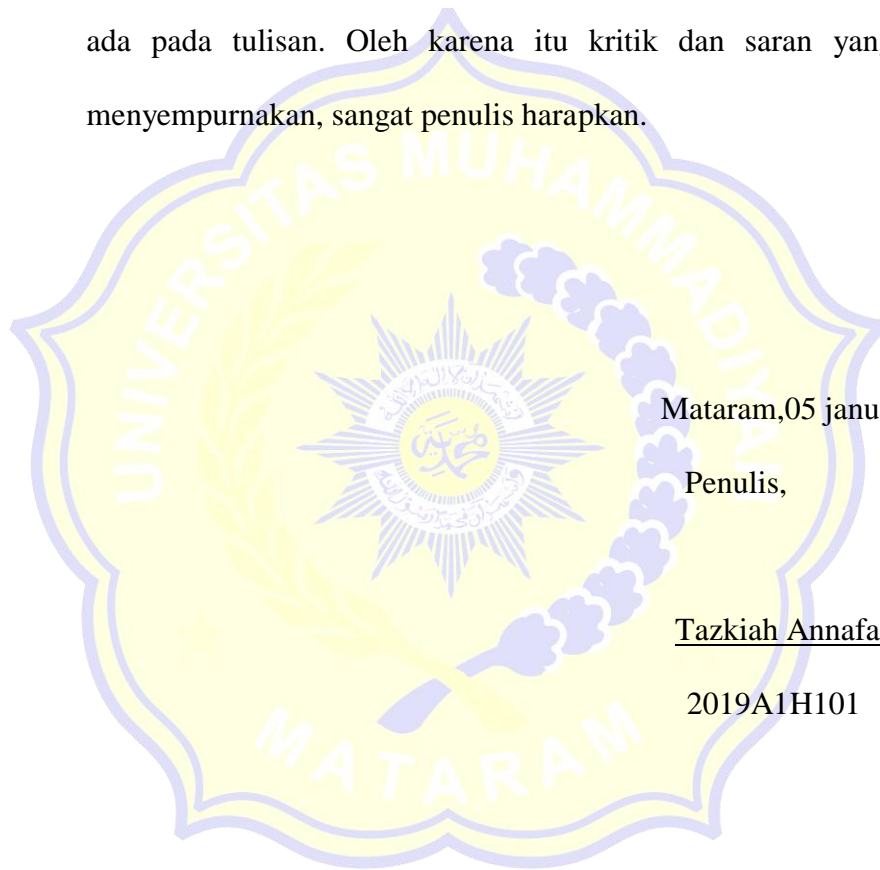 ada pada tulisan. Oleh karena itu kritik dan saran yan
menyempurnakan, sangat penulis harapkan.
UNIVERSITAS MUHAMMADIYAH
Mataram,05 janu
Penulis,
Tazkiah Annafa
2019A1H101
MATARAM